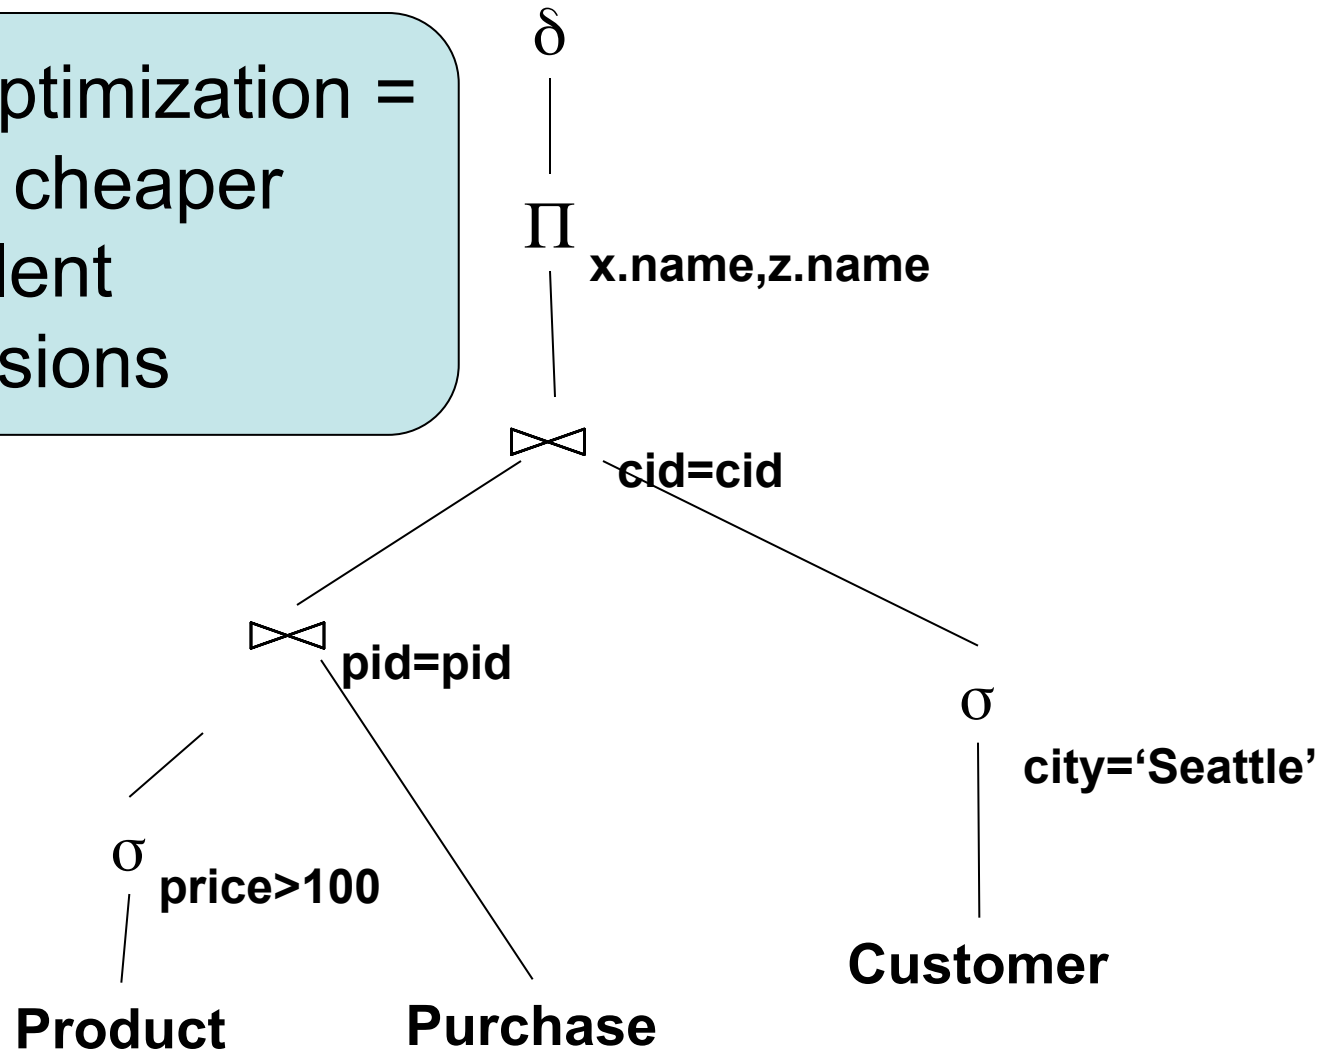 δ
ptimization =
cheaper
lent
sions
Π
x.name,z.name
cid=cid
pid=pid
σ
city=‘Seattle’
σ
price>100
Customer
Product
Purchase